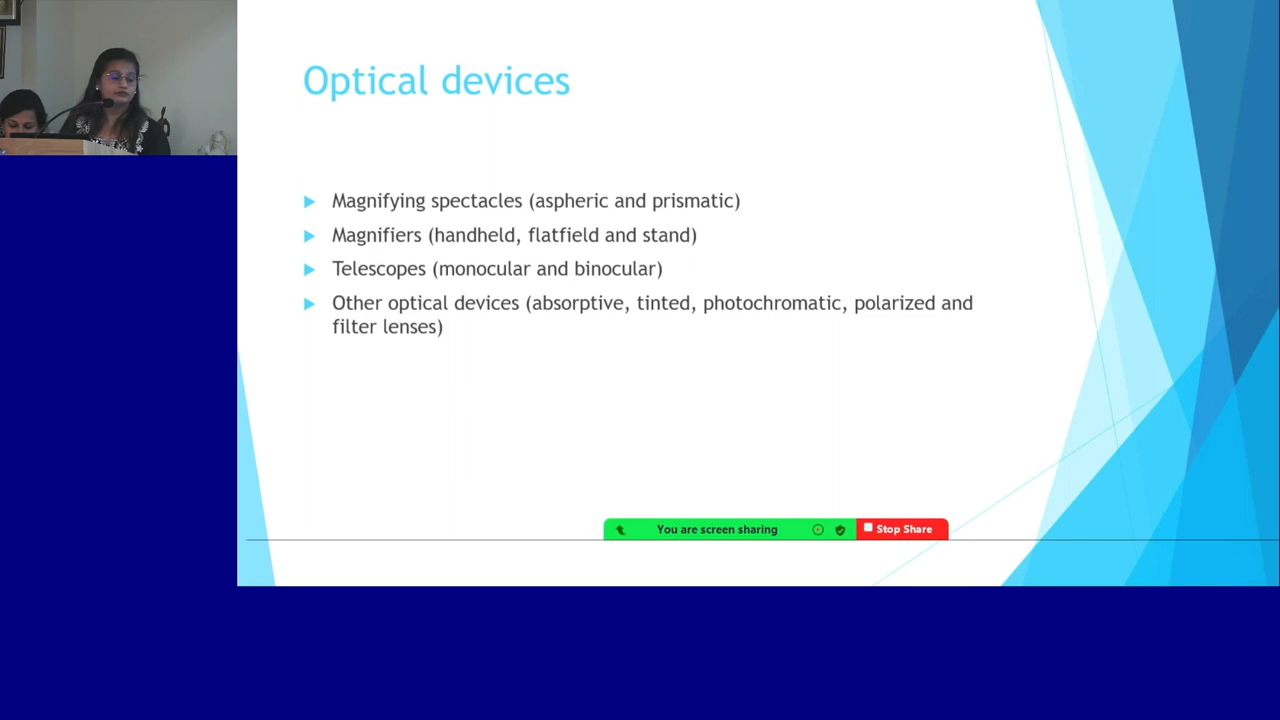 Optical devices
Magnifying spectacles (aspheric and prismatic)
Magnifiers (handheld, flatfield and stand)
Telescopes (monocular and binocular)
Other optical devices (absorptive, tinted, photochromatic, polarized and
filter lenses)
You are screen sharing
Stop Share